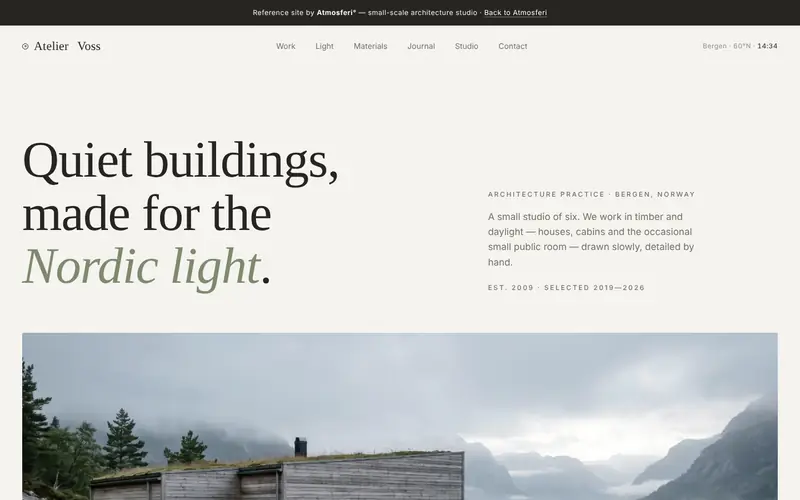 Reference site by Atmosferi® — small-scale architecture studio · Back to Atmosferi
Atelier Voss
Work Light Materials Journal Studio Contact
Bergen · 60°N · 14:34
Quiet buildings,
made for the
Nordic light.
ARCHITECTURE PRACTICE · BERGEN, NORWAY
A small studio of six. We work in timber and
daylight — houses, cabins and the occasional
small public room — drawn slowly, detailed by
hand.
EST. 2009 · SELECTED 2019—2026